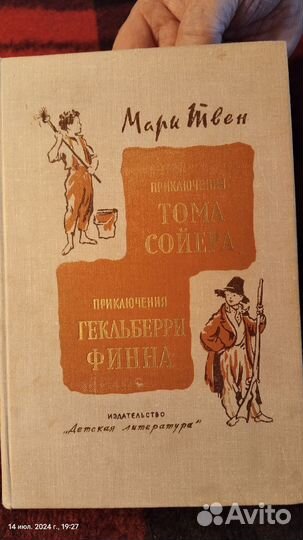 Марк Твен
ПРИКЛЮЧЕНИЯ
ТОМА
СОЙЕРА
ПРИКЛЮЧЕНИЯ
ГЕКЛЬБЕРРИ
ФИННА
ИЗДАТЕЛЬСТВО
„Детская литература"
14 июл. 2024 г., 19:27
Avito